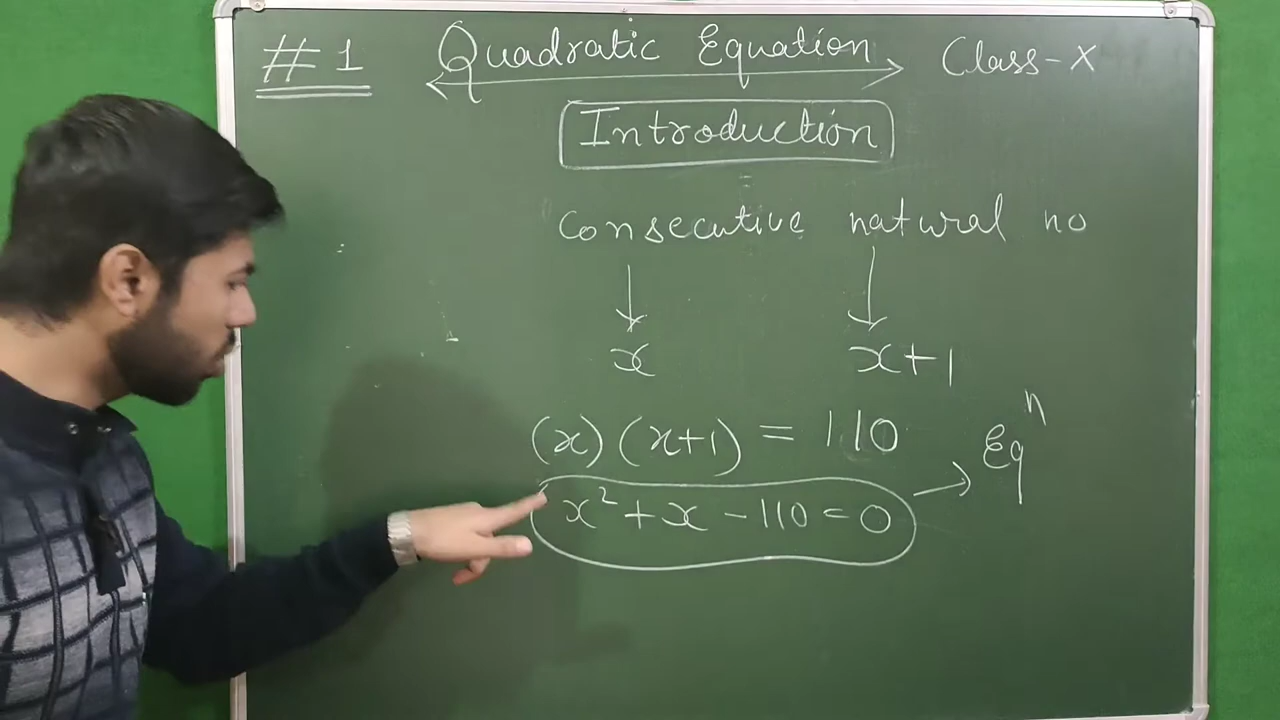 #1 Quadratic Equation Class-X
Introduction
Consecutive natural no
x x+1
(x) (x+1) = 110
x² + x - 110 = 0 → Eqⁿ